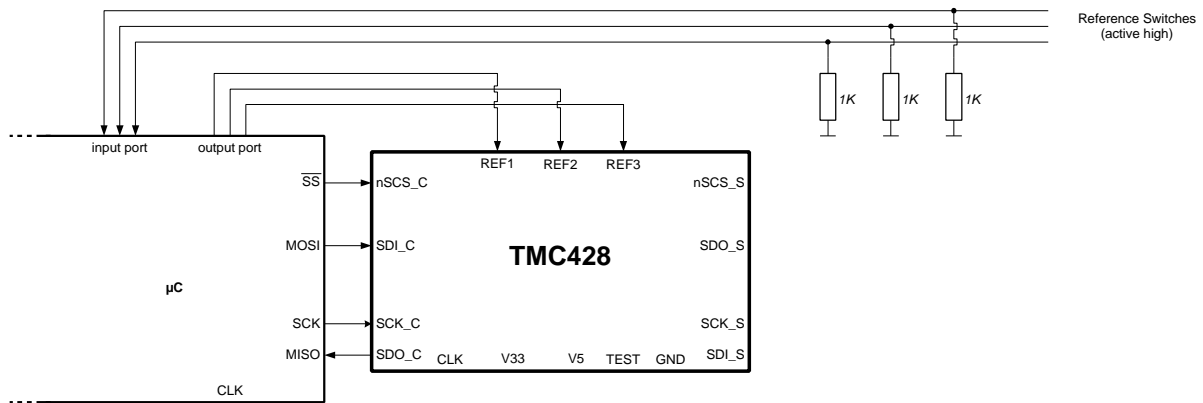 Reference Switches
(active high)
1K
1K
1K
input port
output port
REF1
REF2
REF3
SS
nSCS_C
nSCS_S
MOSI
SDI_C
TMC428
SDO_S
µC
SCK
SCK_C
SCK_S
MISO
SDO_C
CLK
V33
V5
TEST
GND
SDI_S
CLK